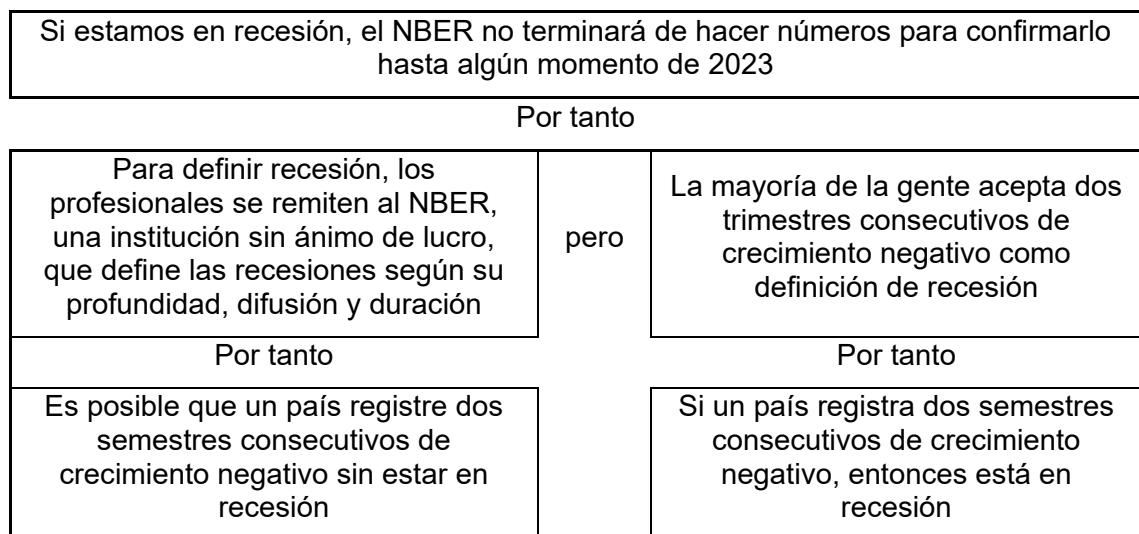 Si estamos en recesión, el NBER no terminará de hacer números para confirmarlo
hasta algún momento de 2023
Por tanto
Para definir recesión, los
profesionales se remiten al NBER,
una institución sin ánimo de lucro,
que define las recesiones según su
profundidad, difusión y duración
pero
La mayoría de la gente acepta dos
trimestres consecutivos de
crecimiento negativo como
definición de recesión
Por tanto
Por tanto
Es posible que un país registre dos
semestres consecutivos de
crecimiento negativo sin estar en
recesión
Si un país registra dos semestres
consecutivos de crecimiento
negativo, entonces está en
recesión